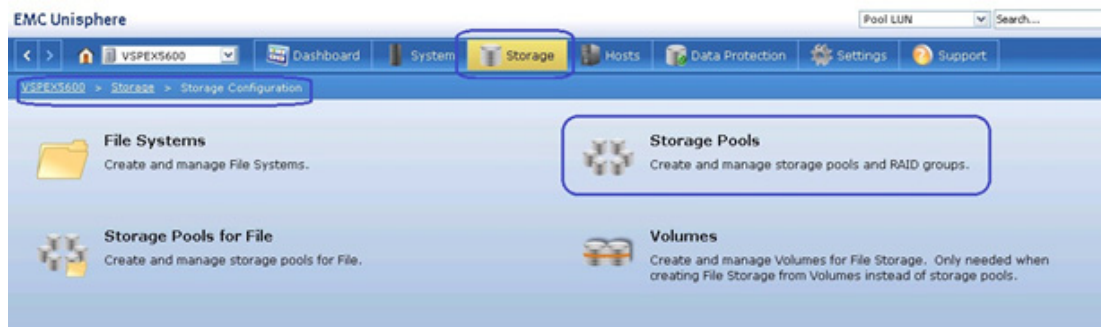 EMC Unisphere
Pool LUN
Search...
VSPEX5600
Dashboard
System
Storage
Hosts
Data Protection
Settings
Support
VSPEX5600 > Storage > Storage Configuration
File Systems
Create and manage File Systems.
Storage Pools
Create and manage storage pools and RAID groups.
Storage Pools for File
Create and manage storage pools for File.
Volumes
Create and manage Volumes for File Storage. Only needed when
creating File Storage from Volumes instead of storage pools.